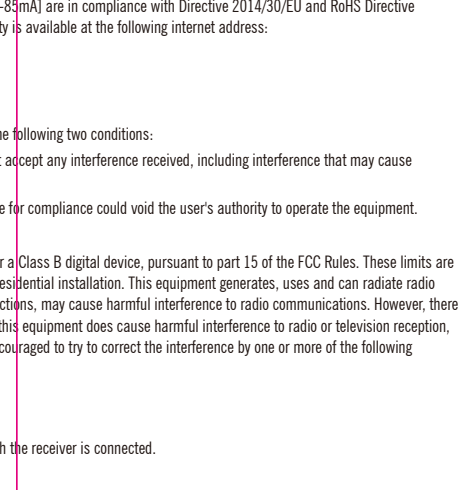 -85mA] are in compliance with Directive 2014/30/EU and RoHS Directive
ty is available at the following internet address:
he following two conditions:
t accept any interference received, including interference that may cause
e for compliance could void the user's authority to operate the equipment.
r a Class B digital device, pursuant to part 15 of the FCC Rules. These limits are
esidential installation. This equipment generates, uses and can radiate radio
ctions, may cause harmful interference to radio communications. However, there
this equipment does cause harmful interference to radio or television reception,
couraged to try to correct the interference by one or more of the following
h the receiver is connected.